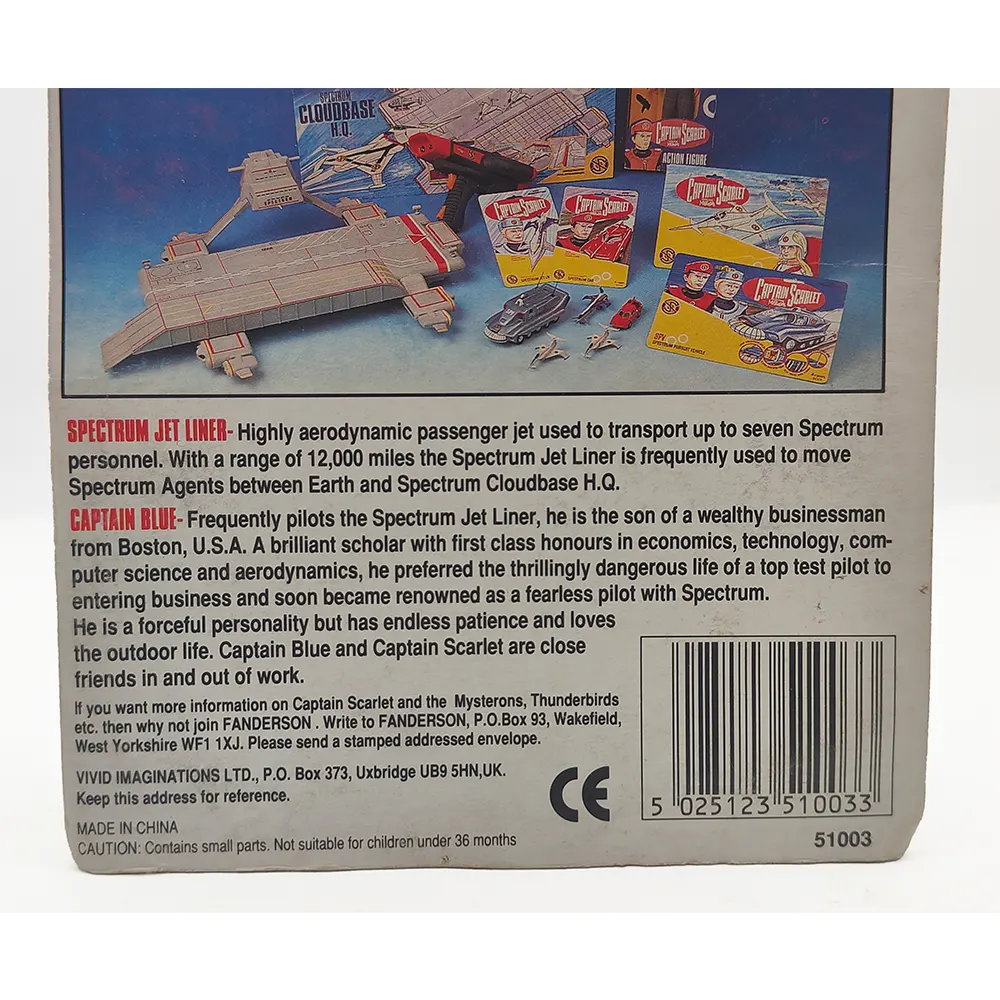 SPECTRUM
CLOUDBASE
H.Q.
CAPTAIN SCARLET
ACTION FIGURE
SPECTRUM
CAPTAIN SCARLET
CAPTAIN SCARLET
CAPTAIN SCARLET
CAPTAIN SCARLET
SPV
SPECTRUM PURSUIT VEHICLE
SPECTRUM JET LINER- Highly aerodynamic passenger jet used to transport up to seven Spectrum
personnel. With a range of 12,000 miles the Spectrum Jet Liner is frequently used to move
Spectrum Agents between Earth and Spectrum Cloudbase H.Q.
CAPTAIN BLUE- Frequently pilots the Spectrum Jet Liner, he is the son of a wealthy businessman
from Boston, U.S.A. A brilliant scholar with first class honours in economics, technology, com-
puter science and aerodynamics, he preferred the thrillingly dangerous life of a top test pilot to
entering business and soon became renowned as a fearless pilot with Spectrum.
He is a forceful personality but has endless patience and loves
the outdoor life. Captain Blue and Captain Scarlet are close
friends in and out of work.
If you want more information on Captain Scarlet and the Mysterons, Thunderbirds
etc. then why not join FANDERSON . Write to FANDERSON, P.O.Box 93, Wakefield,
West Yorkshire WF1 1XJ. Please send a stamped addressed envelope.
VIVID IMAGINATIONS LTD., P.O. Box 373, Uxbridge UB9 5HN,UK.
Keep this address for reference.
CE
5 025123 510033
MADE IN CHINA
CAUTION: Contains small parts. Not suitable for children under 36 months
51003